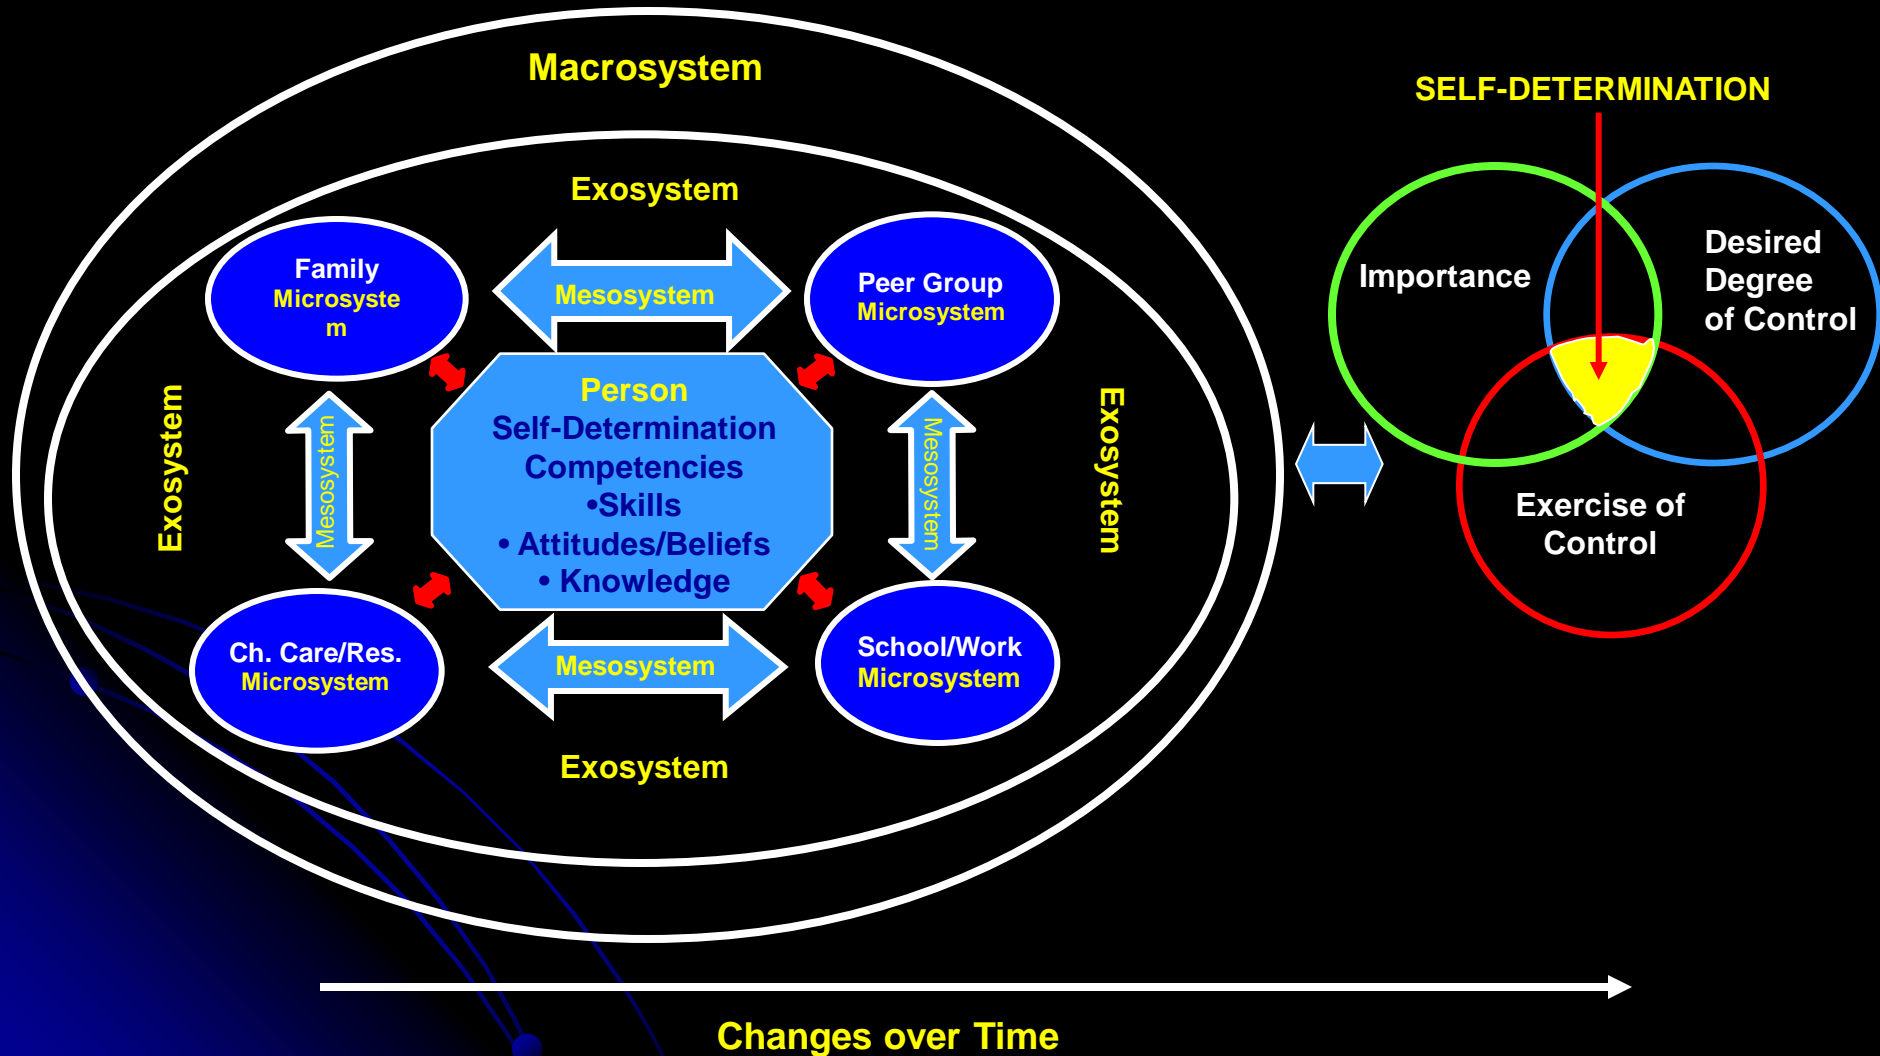 Macrosystem
SELF-DETERMINATION
Exosystem
Family
Microsyste
m
Mesosystem
Peer Group
Microsystem
Importance
Desired
Degree
of Control
Exosystem
Mesosystem
Person
Self-Determination
Competencies
•Skills
• Attitudes/Beliefs
• Knowledge
Mesosystem
Exosystem
Exercise of
Control
Ch. Care/Res.
Microsystem
Mesosystem
School/Work
Microsystem
Exosystem
Changes over Time